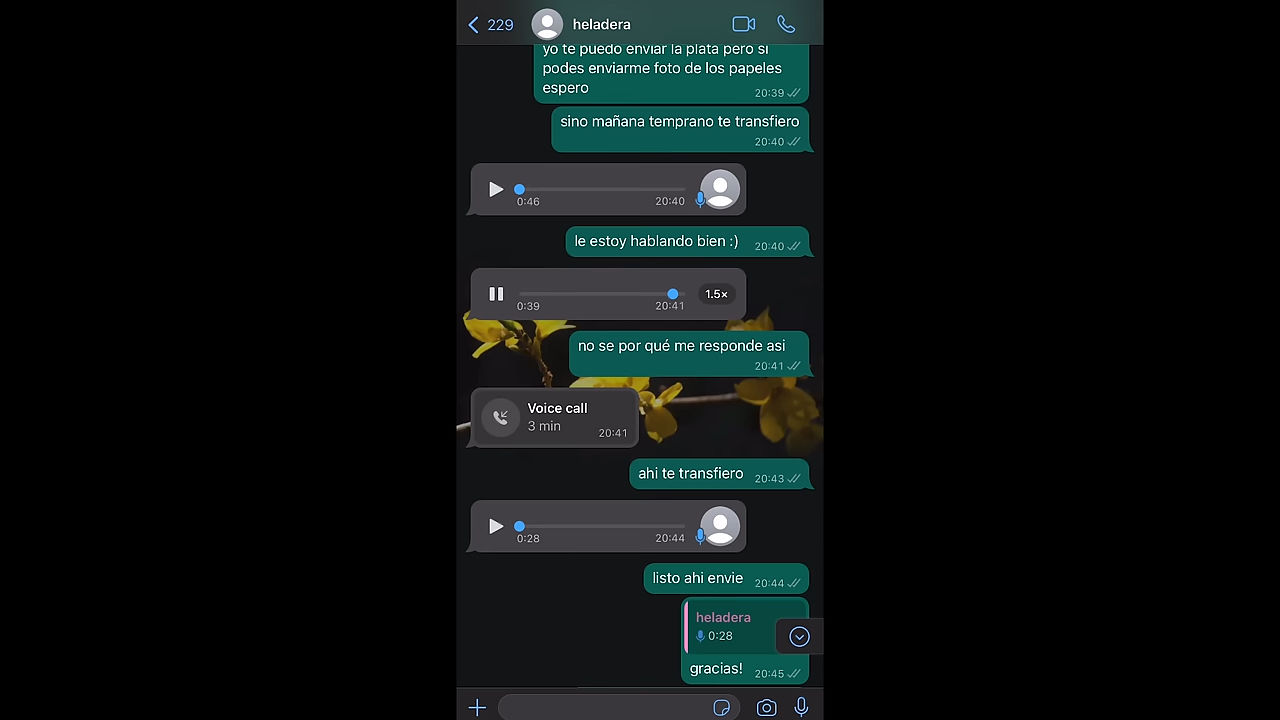 229
heladera
yo te puedo enviar la plata pero si
podes enviarme foto de los papeles
espero
20:39
sino mañana temprano te transfiero
20:40
0:46
20:40
le estoy hablando bien :)
20:40
0:39
20:41
1.5×
no se por qué me responde asi
20:41
Voice call
3 min
20:41
ahi te transfiero
20:43
0:28
20:44
listo ahi envie
20:44
heladera
0:28
gracias!
20:45